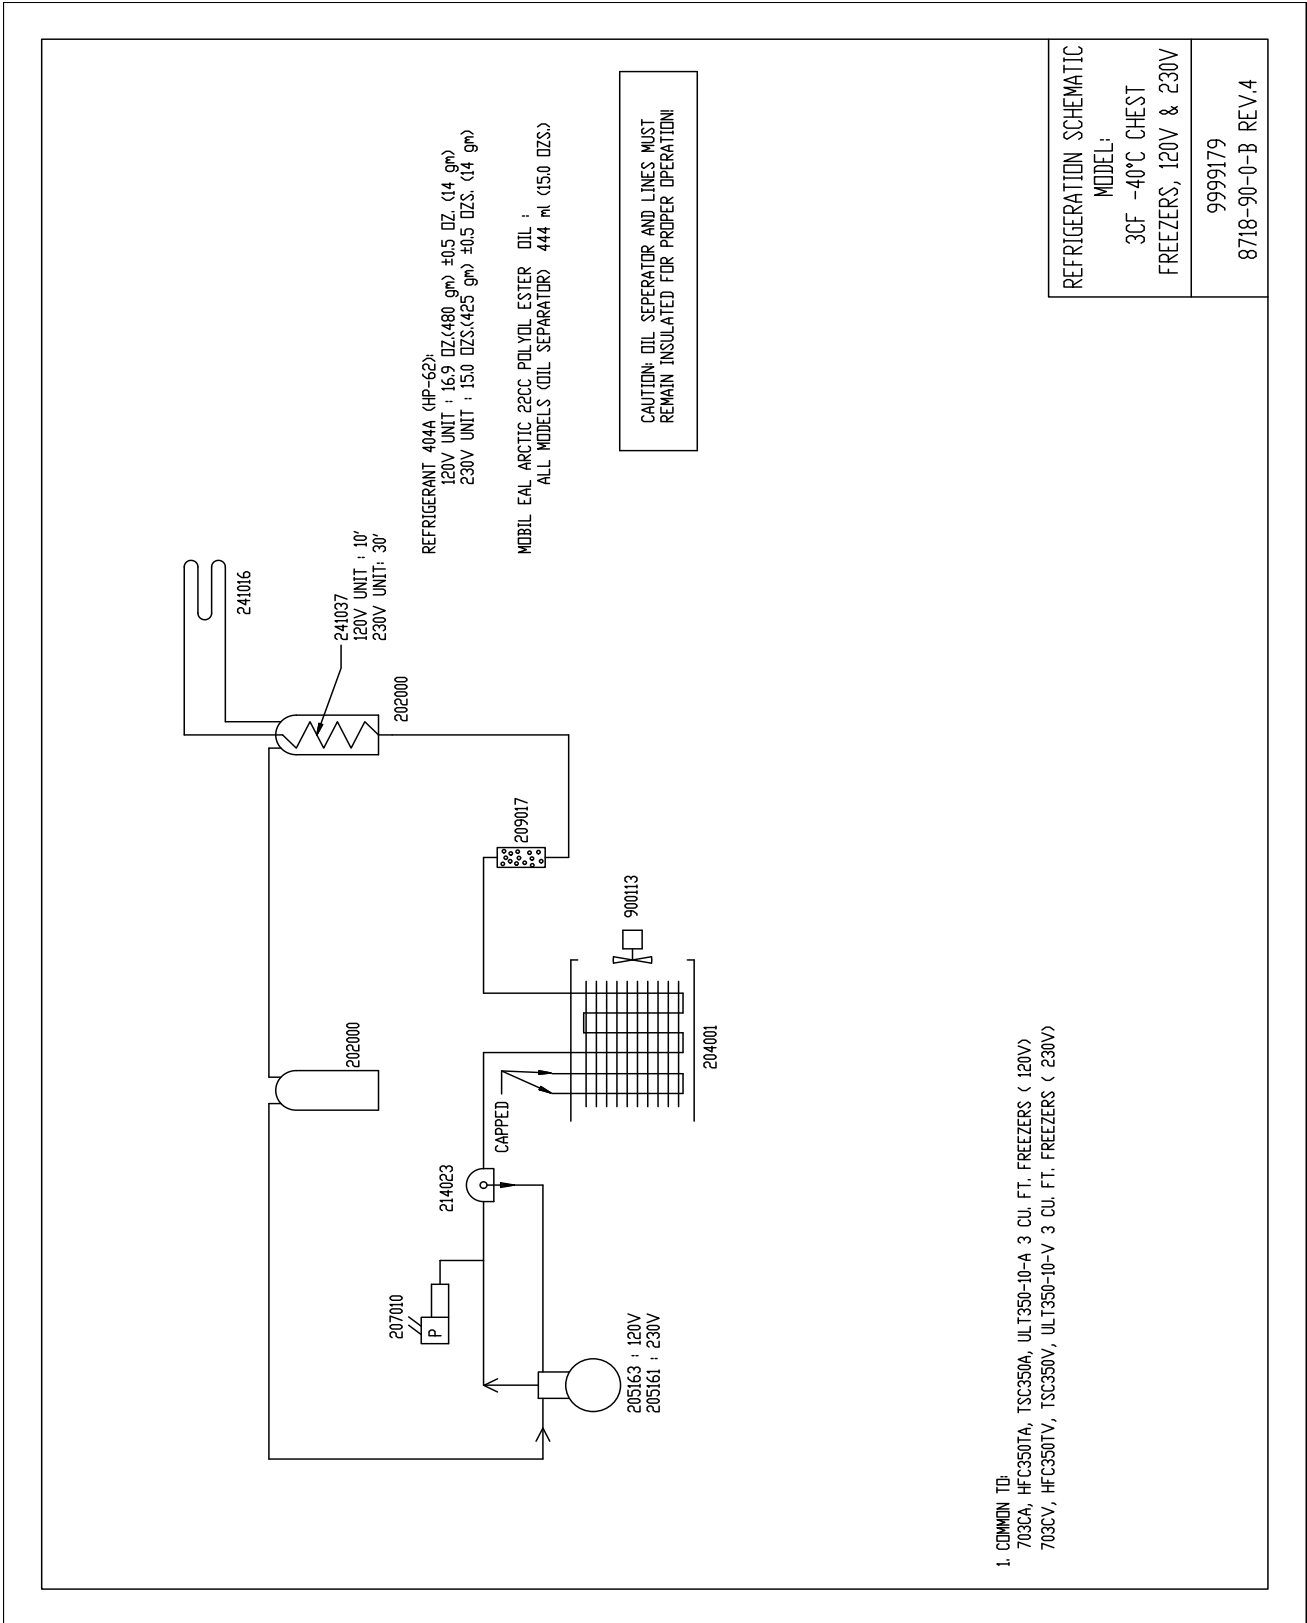 241016
241037
120V UNIT : 10'
230V UNIT: 30'
202000
202000
REFRIGERANT 404A (HP-62):
120V UNIT : 16.9 OZ.(480 gm) ±0.5 OZ. (14 gm)
230V UNIT : 15.0 OZS.(425 gm) ±0.5 OZS. (14 gm)
MOBIL EAL ARCTIC 22CC POLYOL ESTER OIL :
ALL MODELS (OIL SEPARATOR) 444 ml (15.0 OZS.)
CAUTION: OIL SEPERATOR AND LINES MUST
REMAIN INSULATED FOR PROPER OPERATION!
207010
P
214023
CAPPED
209017
900113
204001
205163 : 120V
205161 : 230V
1. COMMON TO:
703CA, HFC350TA, TSC350A, ULT350-10-A 3 CU. FT. FREEZERS ( 120V)
703CV, HFC350TV, TSC350V, ULT350-10-V 3 CU. FT. FREEZERS ( 230V)
REFRIGERATION SCHEMATIC
MODEL:
3CF -40°C CHEST
FREEZERS, 120V & 230V
9999179
8718-90-0-B REV.4